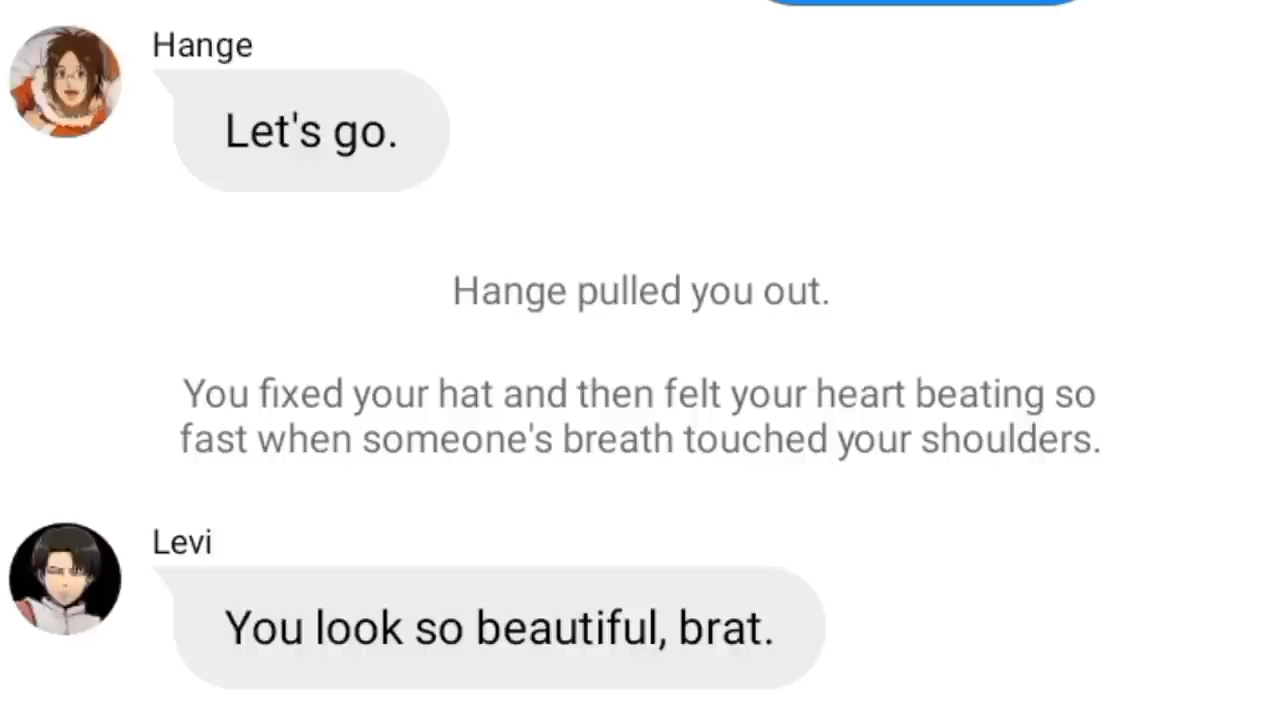 Hange
Let's go.
Hange pulled you out.
You fixed your hat and then felt your heart beating so
fast when someone's breath touched your shoulders.
Levi
You look so beautiful, brat.